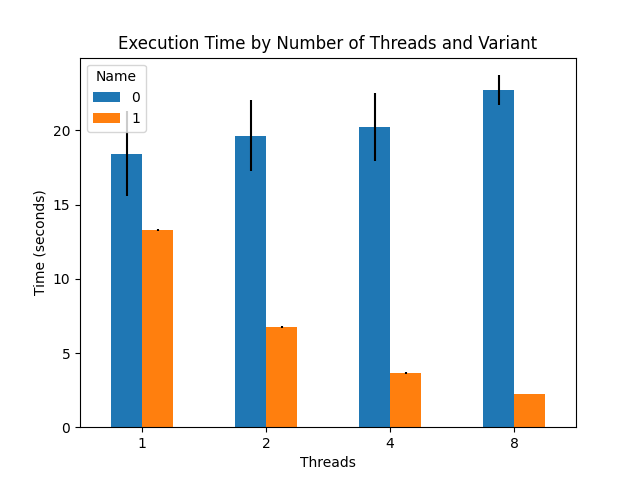 Execution Time by Number of Threads and Variant
Name
0
1
20
15
10
5
0
Time (seconds)
1 2 4 8
Threads